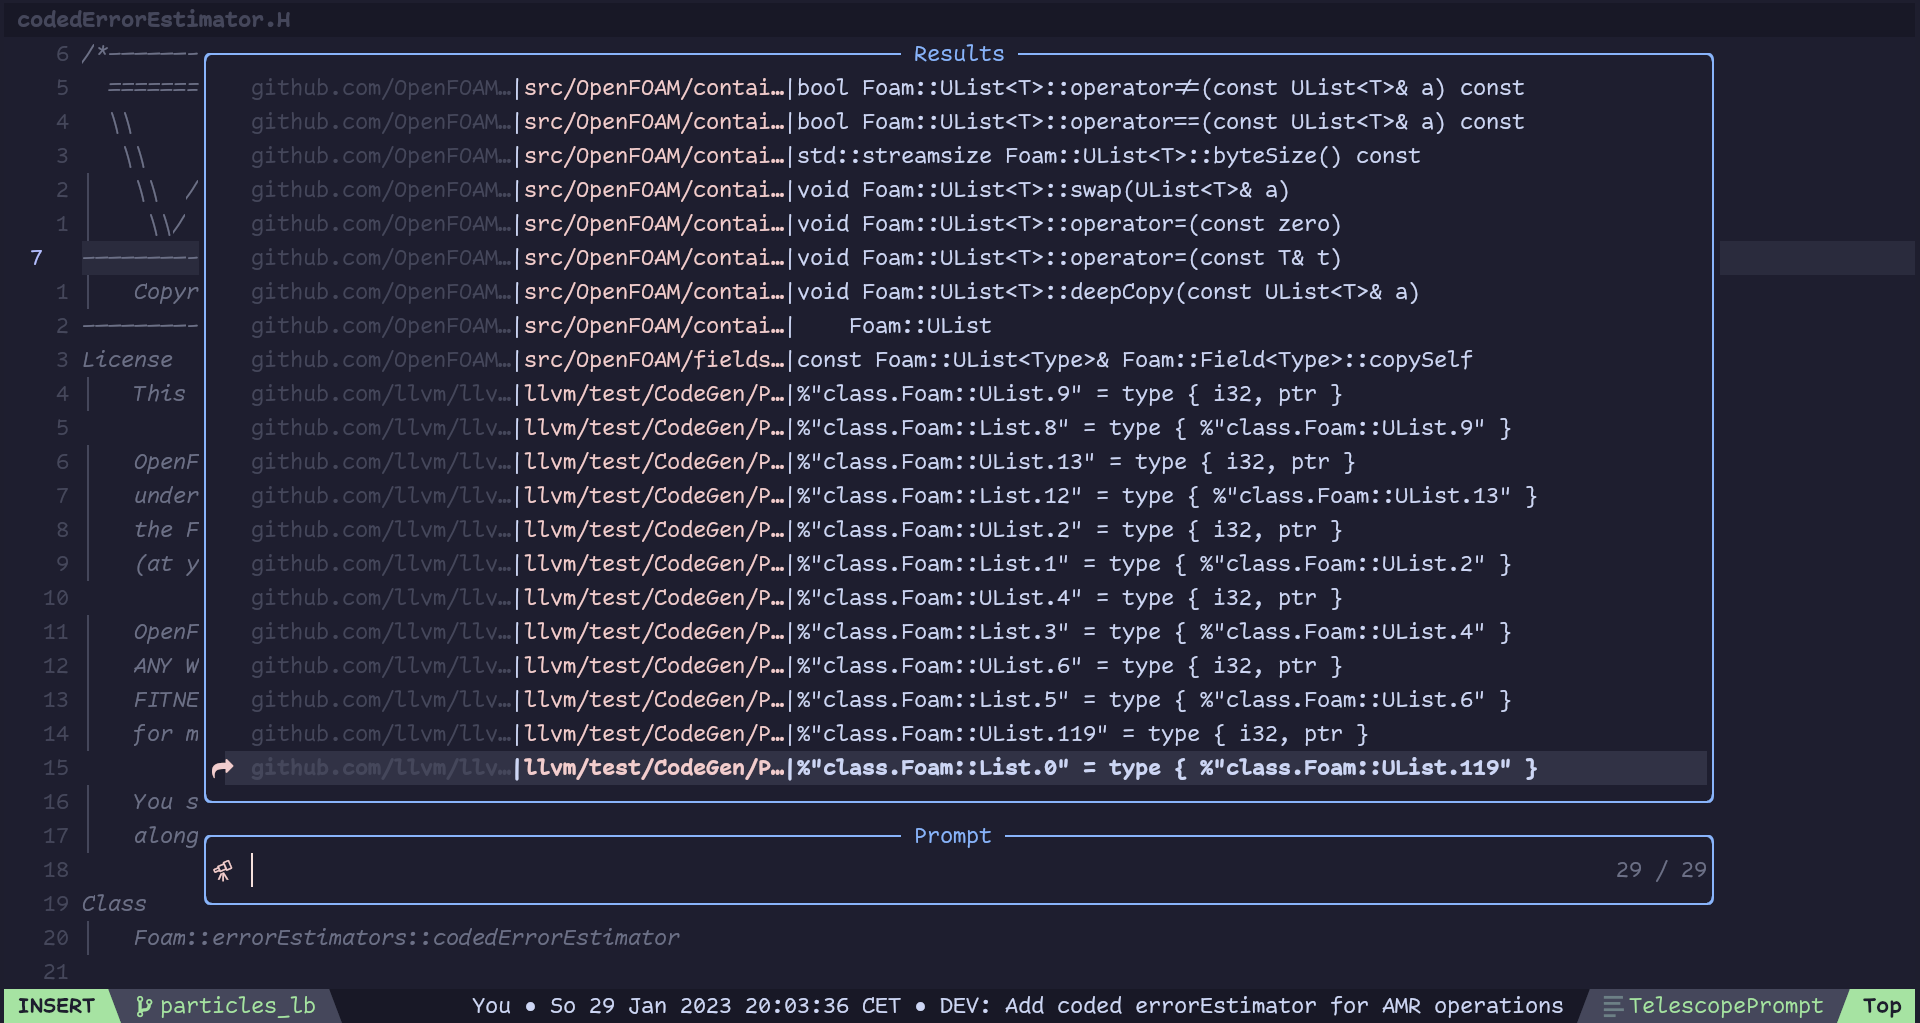 codedErrorEstimator.H
6 /*-------  Results
5   ======= github.com/OpenFOAM…|src/OpenFOAM/contai…|bool Foam::UList<T>::operator!=(const UList<T>& a) const
4   \\ github.com/OpenFOAM…|src/OpenFOAM/contai…|bool Foam::UList<T>::operator==(const UList<T>& a) const
3    \\ github.com/OpenFOAM…|src/OpenFOAM/contai…|std::streamsize Foam::UList<T>::byteSize() const
2     \\  / github.com/OpenFOAM…|src/OpenFOAM/contai…|void Foam::UList<T>::swap(UList<T>& a)
1      \\/ github.com/OpenFOAM…|src/OpenFOAM/contai…|void Foam::UList<T>::operator=(const zero)
7 --------- github.com/OpenFOAM…|src/OpenFOAM/contai…|void Foam::UList<T>::operator=(const T& t)
1     Copyr github.com/OpenFOAM…|src/OpenFOAM/contai…|void Foam::UList<T>::deepCopy(const UList<T>& a)
2 --------- github.com/OpenFOAM…|src/OpenFOAM/contai…|    Foam::UList
3 License github.com/OpenFOAM…|src/OpenFOAM/fields…|const Foam::UList<Type>& Foam::Field<Type>::copySelf
4     This github.com/llvm/llv…|llvm/test/CodeGen/P…|%"class.Foam::UList.9" = type { i32, ptr }
5 github.com/llvm/llv…|llvm/test/CodeGen/P…|%"class.Foam::List.8" = type { %"class.Foam::UList.9" }
6     OpenF github.com/llvm/llv…|llvm/test/CodeGen/P…|%"class.Foam::UList.13" = type { i32, ptr }
7     under github.com/llvm/llv…|llvm/test/CodeGen/P…|%"class.Foam::List.12" = type { %"class.Foam::UList.13" }
8     the F github.com/llvm/llv…|llvm/test/CodeGen/P…|%"class.Foam::UList.2" = type { i32, ptr }
9     (at y github.com/llvm/llv…|llvm/test/CodeGen/P…|%"class.Foam::List.1" = type { %"class.Foam::UList.2" }
10 github.com/llvm/llv…|llvm/test/CodeGen/P…|%"class.Foam::UList.4" = type { i32, ptr }
11     OpenF github.com/llvm/llv…|llvm/test/CodeGen/P…|%"class.Foam::List.3" = type { %"class.Foam::UList.4" }
12     ANY W github.com/llvm/llv…|llvm/test/CodeGen/P…|%"class.Foam::UList.6" = type { i32, ptr }
13     FITNE github.com/llvm/llv…|llvm/test/CodeGen/P…|%"class.Foam::List.5" = type { %"class.Foam::UList.6" }
14     for m github.com/llvm/llv…|llvm/test/CodeGen/P…|%"class.Foam::UList.119" = type { i32, ptr }
15 github.com/llvm/llv…|llvm/test/CodeGen/P…|%"class.Foam::List.0" = type { %"class.Foam::UList.119" }
16     You s
17     along Prompt
18 29 / 29
19 Class
20     Foam::errorEstimators::codedErrorEstimator
21
INSERT particles_lb You • So 29 Jan 2023 20:03:36 CET • DEV: Add coded errorEstimator for AMR operations TelescopePrompt Top